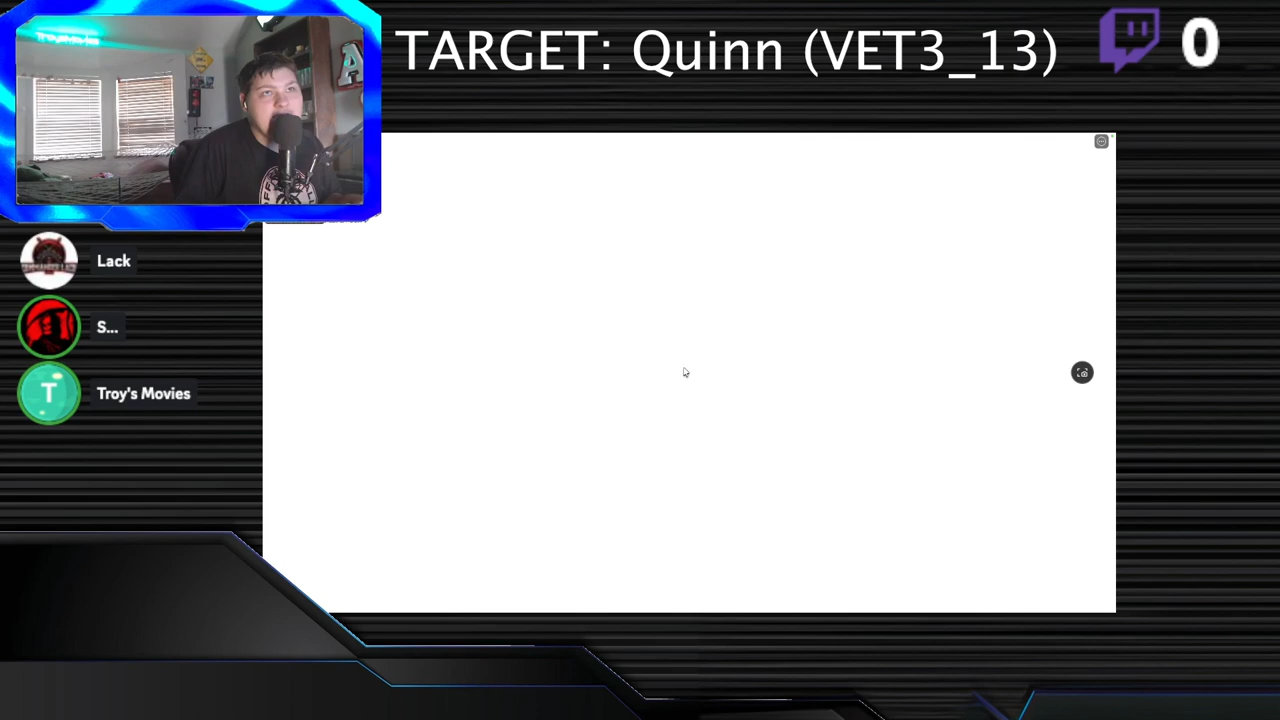 TARGET: Quinn (VET3_13)
0
Lack
S...
T
Troy's Movies